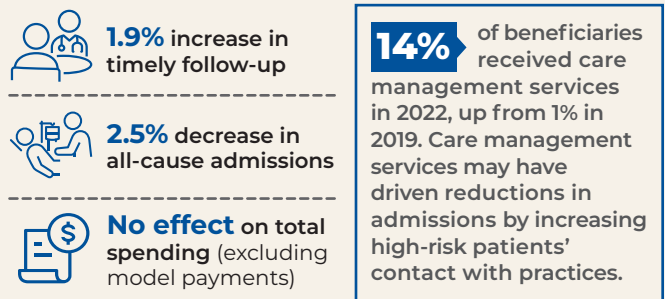 1.9% increase in
timely follow-up
2.5% decrease in
all-cause admissions
$
No effect on total
spending (excluding
model payments)
14% of beneficiaries
received care
management services
in 2022, up from 1% in
2019. Care management
services may have
driven reductions in
admissions by increasing
high-risk patients’
contact with practices.